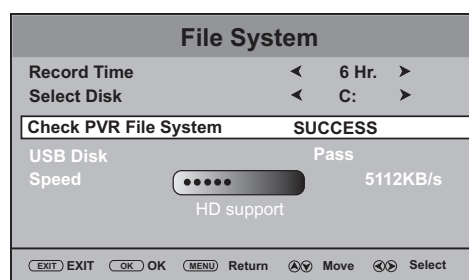 File System
Record Time 6 Hr.
Select Disk C:
Check PVR File System SUCCESS
USB Disk Pass
Speed 5112KB/s
HD support
EXIT EXIT OK OK MENU Return Move Select